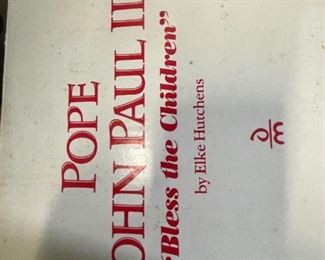 POPE
JOHN PAUL II
"Bless the Children"
by Elke Hutchens